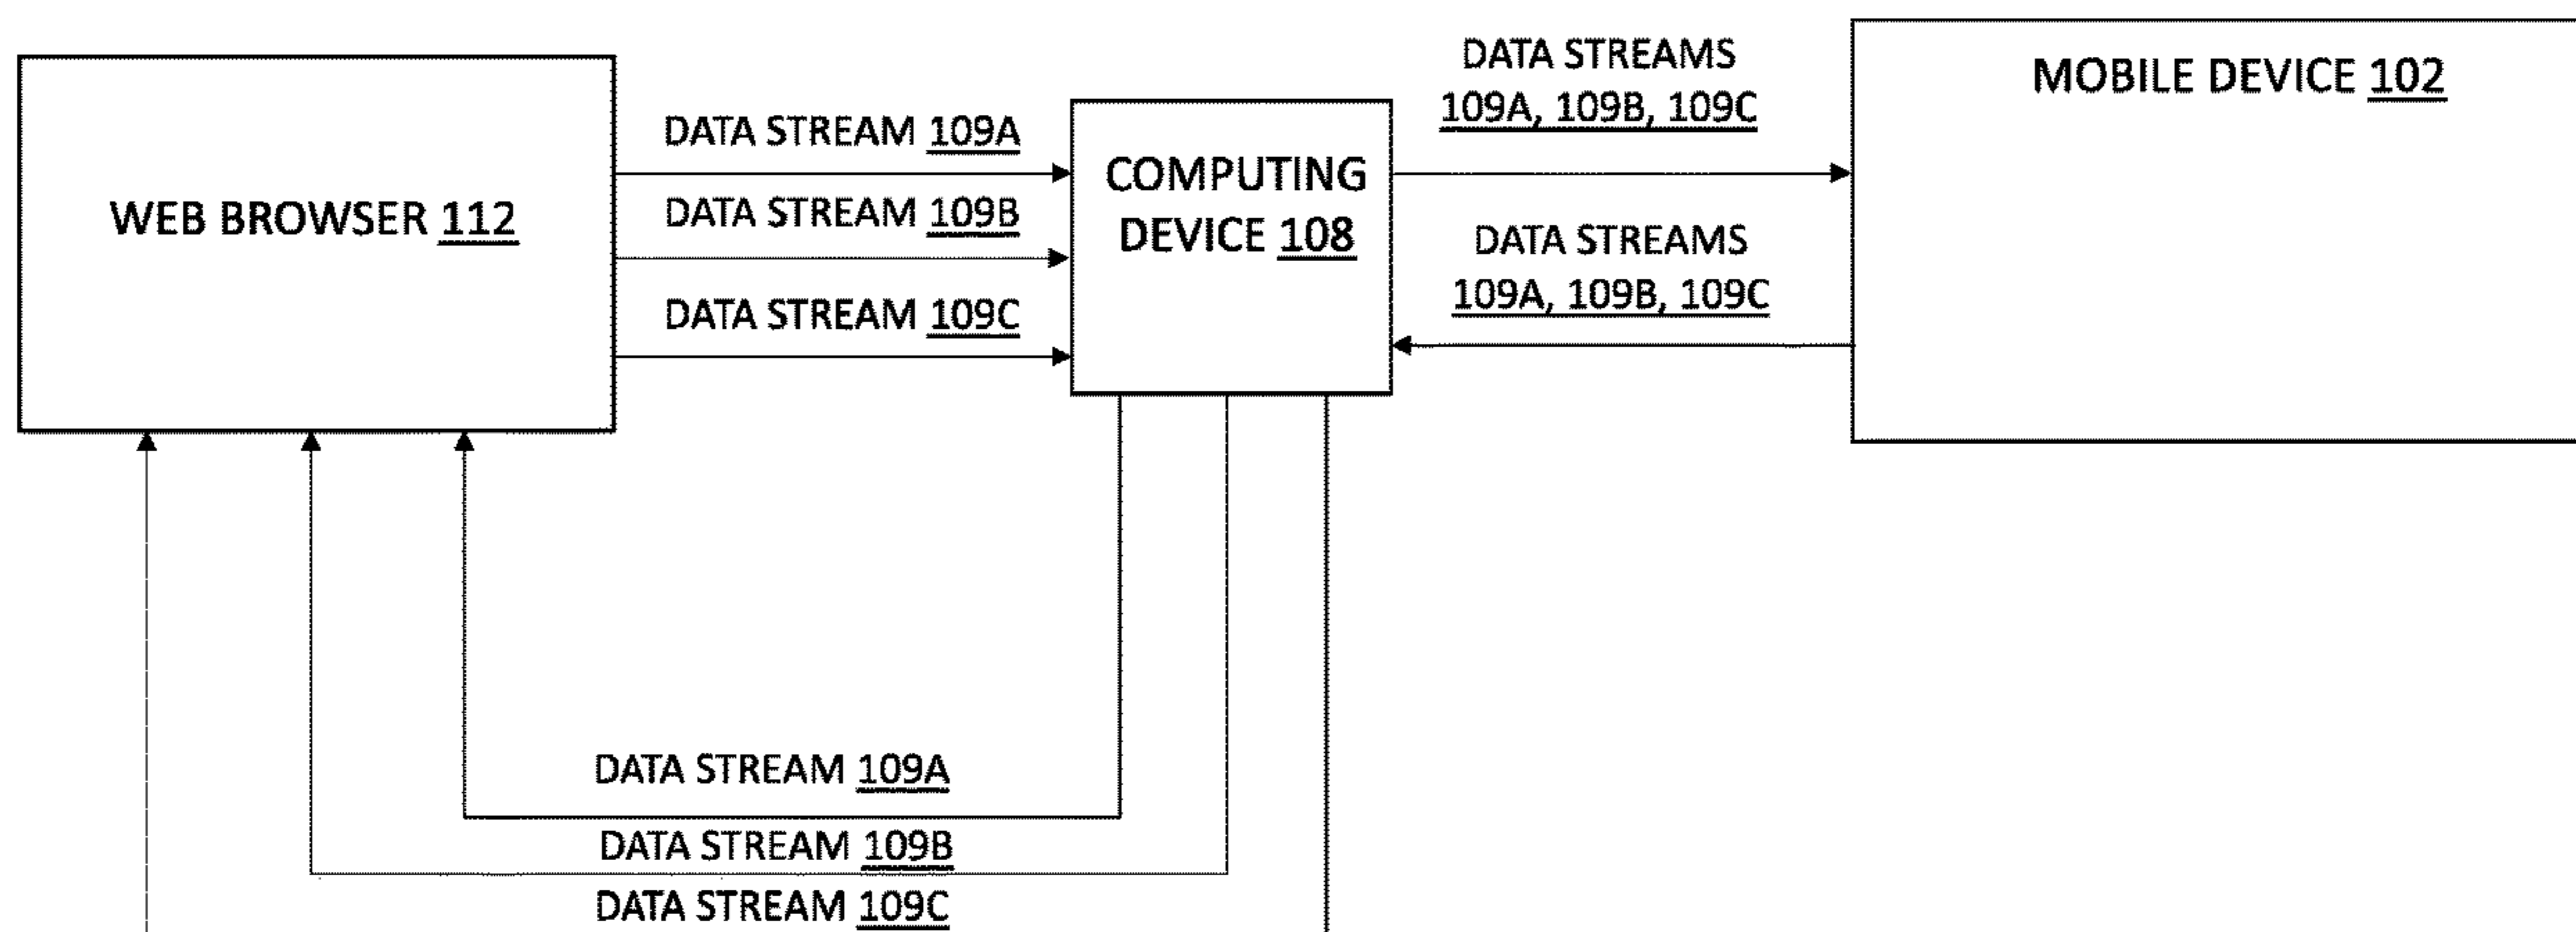 WEB BROWSER 112
DATA STREAM 109A
DATA STREAM 109B
DATA STREAM 109C
COMPUTING
DEVICE 108
DATA STREAMS
109A, 109B, 109C
DATA STREAMS
109A, 109B, 109C
MOBILE DEVICE 102
DATA STREAM 109A
DATA STREAM 109B
DATA STREAM 109C